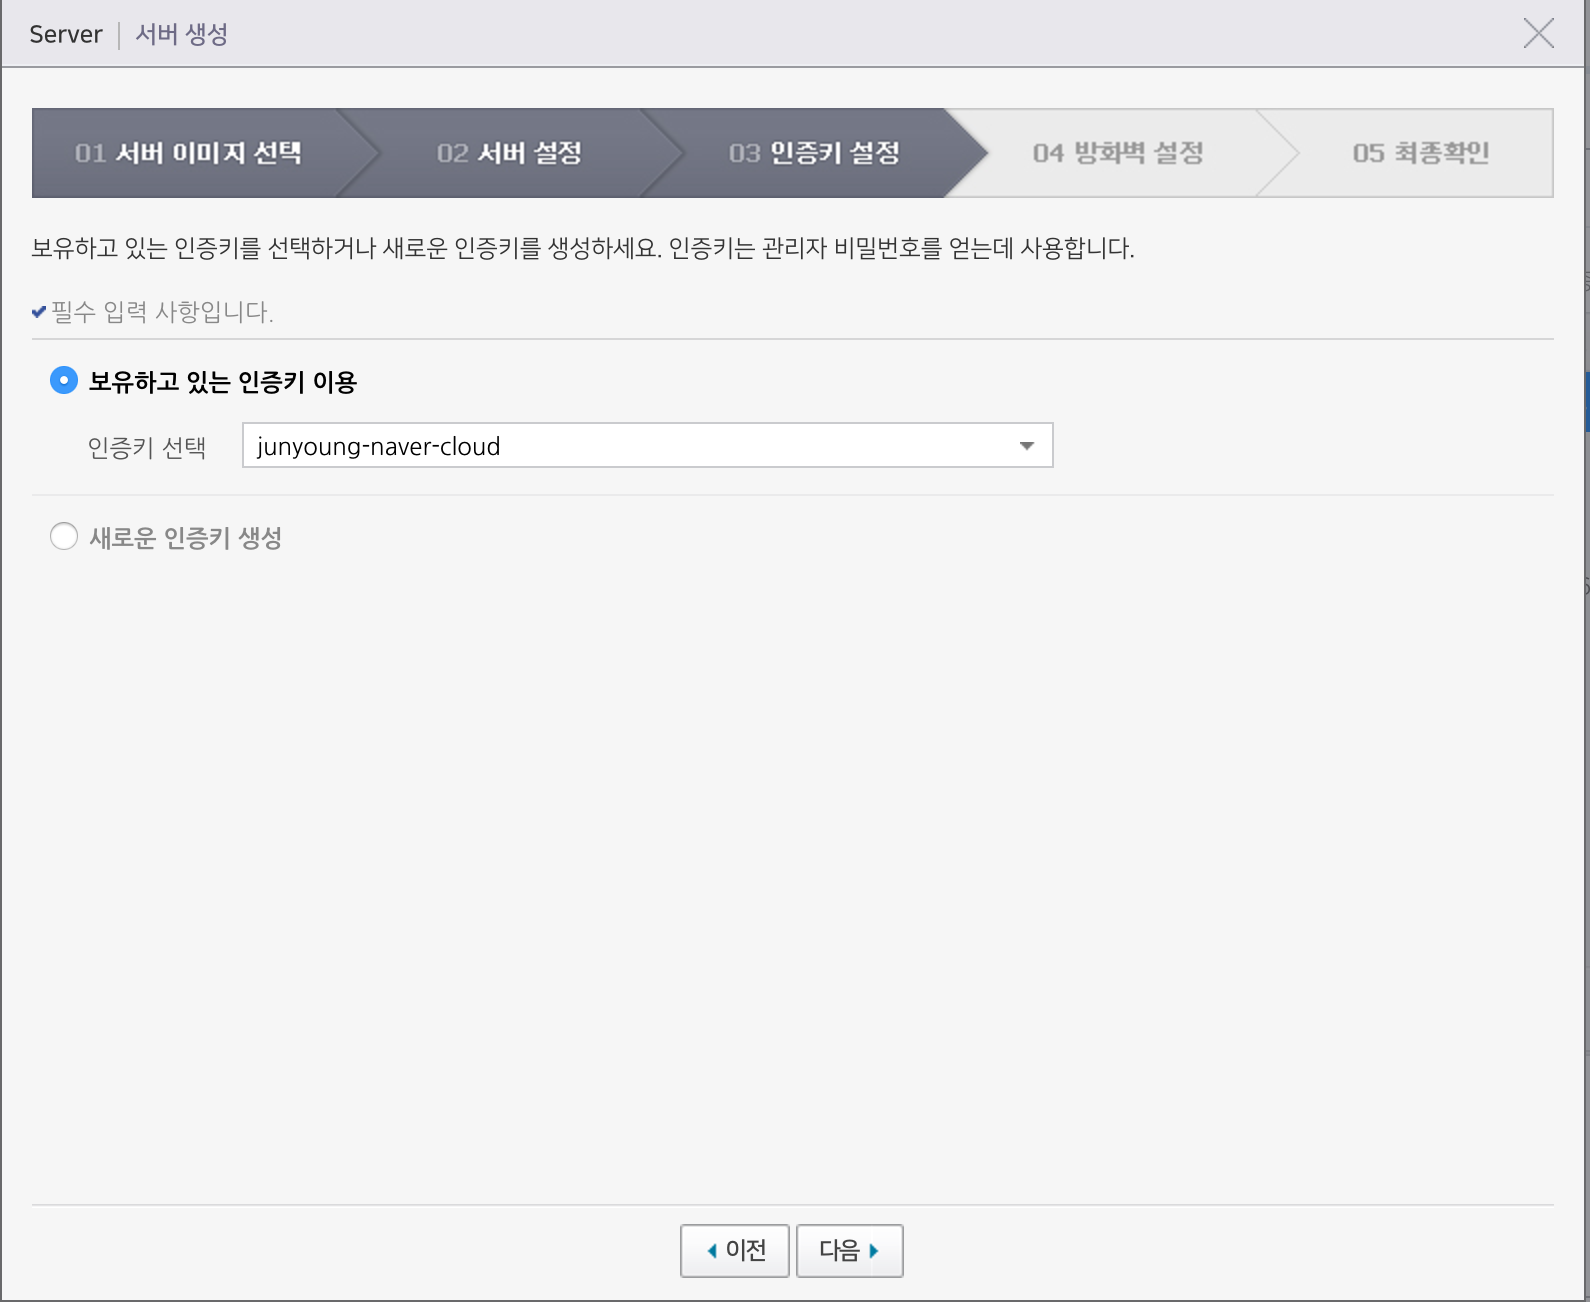 Server | 서버 생성
01 서버 이미지 선택 02 서버 설정 03 인증키 설정 04 방화벽 설정 05 최종확인
보유하고 있는 인증키를 선택하거나 새로운 인증키를 생성하세요. 인증키는 관리자 비밀번호를 얻는데 사용합니다.
필수 입력 사항입니다.
보유하고 있는 인증키 이용
인증키 선택 junyoung-naver-cloud
새로운 인증키 생성
이전 다음